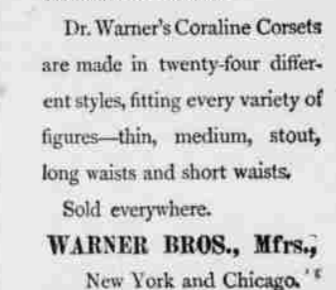 Dr. Warner's Coraline Corsets
are made in twenty-four differ-
ent styles, fitting every variety of
figures—thin, medium, stout,
long waists and short waists.
Sold everywhere.
WARNER BROS., Mfrs.,
New York and Chicago.